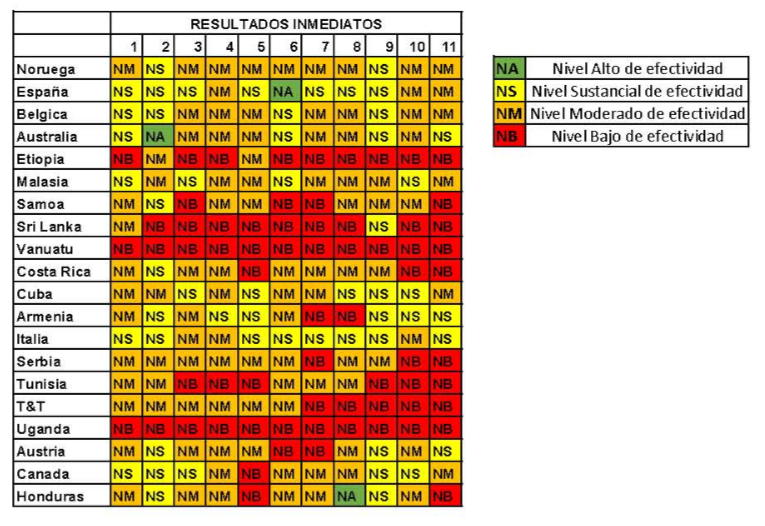 RESULTADOS INMEDIATOS
1 2 3 4 5 6 7 8 9 10 11
Noruega NM NS NM NM NM NM NM NM NS NM NM
España NS NS NS NM NS NA NS NS NS NM NM
Belgica NS NS NM NM NM NS NM NM NS NM NM
Australia NS NA NM NM NM NS NM NM NS NM NS
Etiopia NB NM NB NB NM NB NB NB NB NB NB
Malasia NS NM NS NM NM NS NM NM NM NS NM
Samoa NM NS NB NM NM NB NB NM NM NM NB
Sri Lanka NM NB NB NB NB NB NB NB NS NB NB
Vanuatu NB NB NB NB NB NB NB NB NB NB NB
Costa Rica NM NS NM NM NB NM NM NM NM NB NB
Cuba NM NM NS NM NS NM NM NS NS NS NM
Armenia NM NS NM NS NS NM NB NB NS NS NS
Italia NS NS NM NM NS NS NS NS NS NM NS
Serbia NM NM NM NM NM NM NB NM NM NB NB
Tunisia NM NM NB NB NB NM NM NM NB NB NB
T&T NM NM NM NM NM NM NB NB NB NB NB
Uganda NB NB NB NB NB NB NB NB NB NB NB
Austria NM NS NM NM NM NB NB NM NS NM NS
Canada NS NS NS NM NB NM NM NM NS NS NM
Honduras NM NS NM NM NB NM NM NA NS NM NB
NA Nivel Alto de efectividad
NS Nivel Sustancial de efectividad
NM Nivel Moderado de efectividad
NB Nivel Bajo de efectividad